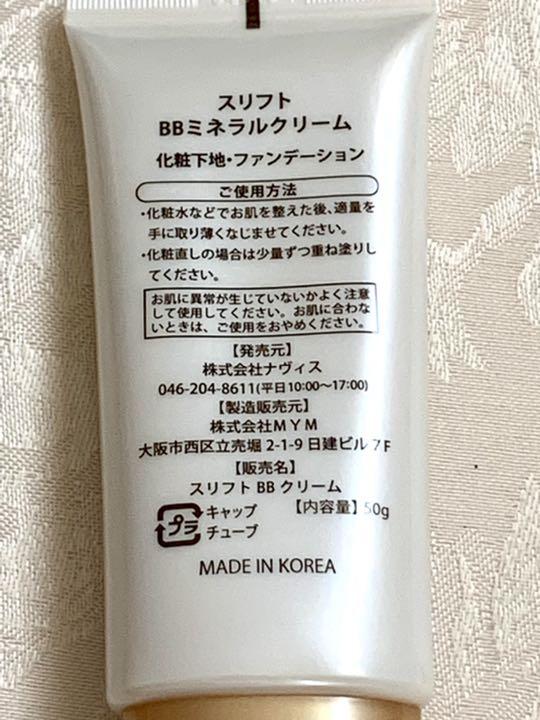 スリフト
BBミネラルクリーム
化粧下地・ファンデーション
ご使用方法
・化粧水などでお肌を整えた後、適量を
手に取り薄くなじませてください。
・化粧直しの場合は少量ずつ重ね塗りし
てください。
お肌に異常が生じていないかよく注意
して使用してください。お肌に合わな
いときは、ご使用をおやめください。
【発売元】
株式会社ナヴィス
046-204-8611(平日10:00～17:00)
【製造販売元】
株式会社MYM
大阪市西区立売堀 2-1-9 日建ビル 7F
【販売名】
スリフト BB クリーム
プラ
キャップ
チューブ
【内容量】50g
MADE IN KOREA